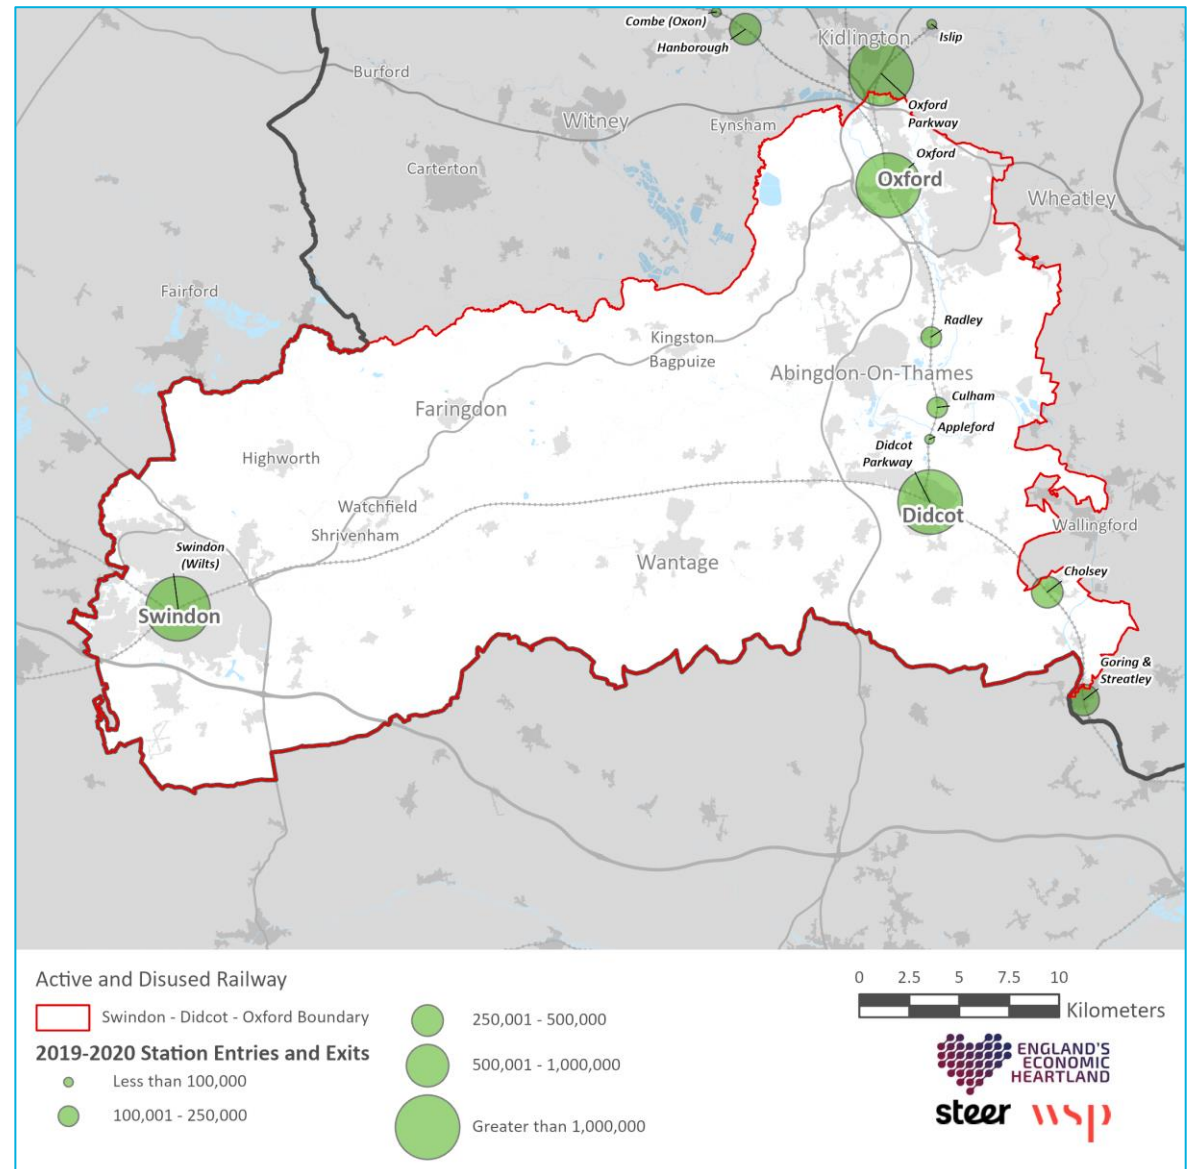 Combe (Oxon)
Hanborough
Kidlington
Islip
Burford
Witney
Eynsham
Oxford
Parkway
Oxford
Oxford
Carterton
Wheatley
Fairford
Radley
Kingston
Bagpuize
Abingdon-On-Thames
Culham
Faringdon
Appleford
Didcot
Parkway
Highworth
Watchfield
Didcot
Wallingford
Shrivenham
Swindon
(Wilts)
Wantage
Cholsey
Swindon
Goring &
Streatley
Active and Disused Railway
Swindon - Didcot - Oxford Boundary
2019-2020 Station Entries and Exits
Less than 100,000
100,001 - 250,000
250,001 - 500,000
500,001 - 1,000,000
Greater than 1,000,000
0 2.5 5 7.5 10
Kilometers
ENGLAND'S
ECONOMIC
HEARTLAND
steer wsp